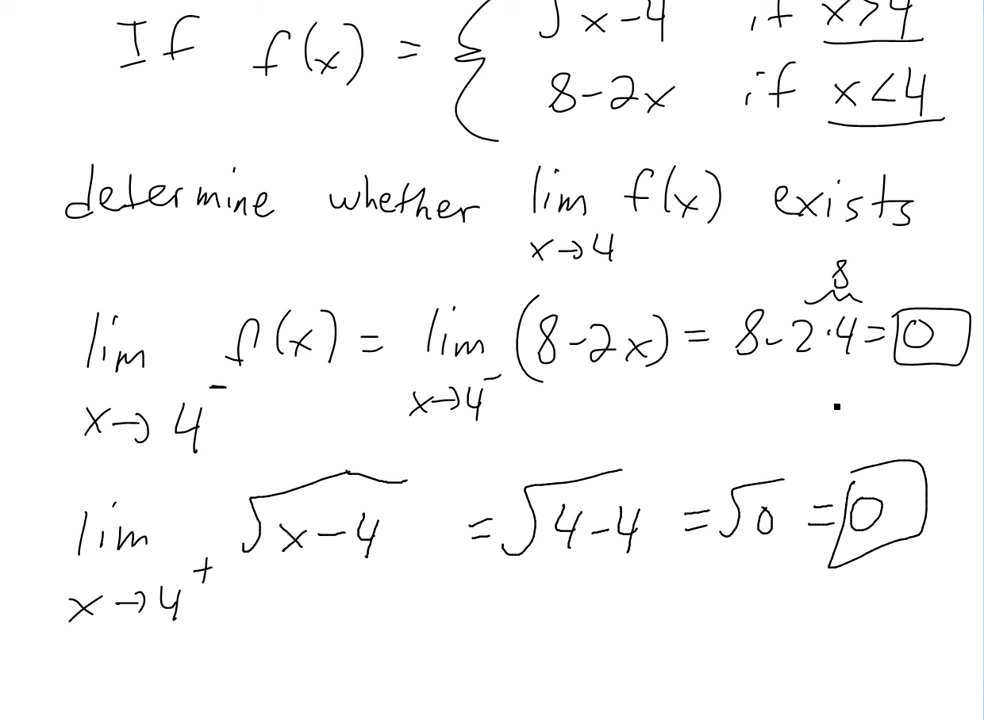 If f(x) = { √x-4 if x>4
8-2x if x<4
determine whether lim f(x) exists
x→4
lim f(x) = lim (8-2x) = 8-2·4 = 0
8
x→4⁻ x→4⁻
lim √x-4 = √4-4 = √0 = 0
x→4⁺